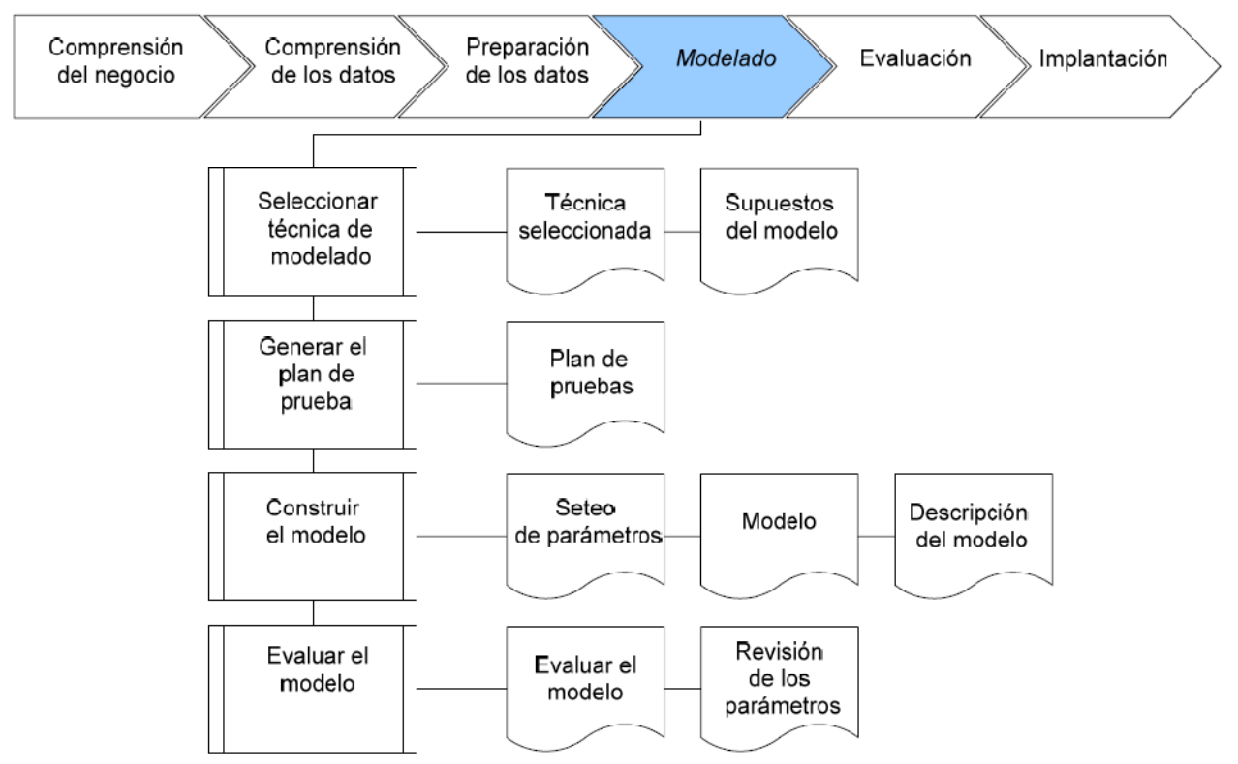 Comprensión
del negocio
Comprensión
de los datos
Preparación
de los datos
Modelado
Evaluación
Implantación
Seleccionar
técnica de
modelado
Técnica
seleccionada
Supuestos
del modelo
Generar el
plan de
prueba
Plan de
pruebas
Construir
el modelo
Seteo
de parámetros
Modelo
Descripción
del modelo
Evaluar el
modelo
Evaluar el
modelo
Revisión
de los
parámetros